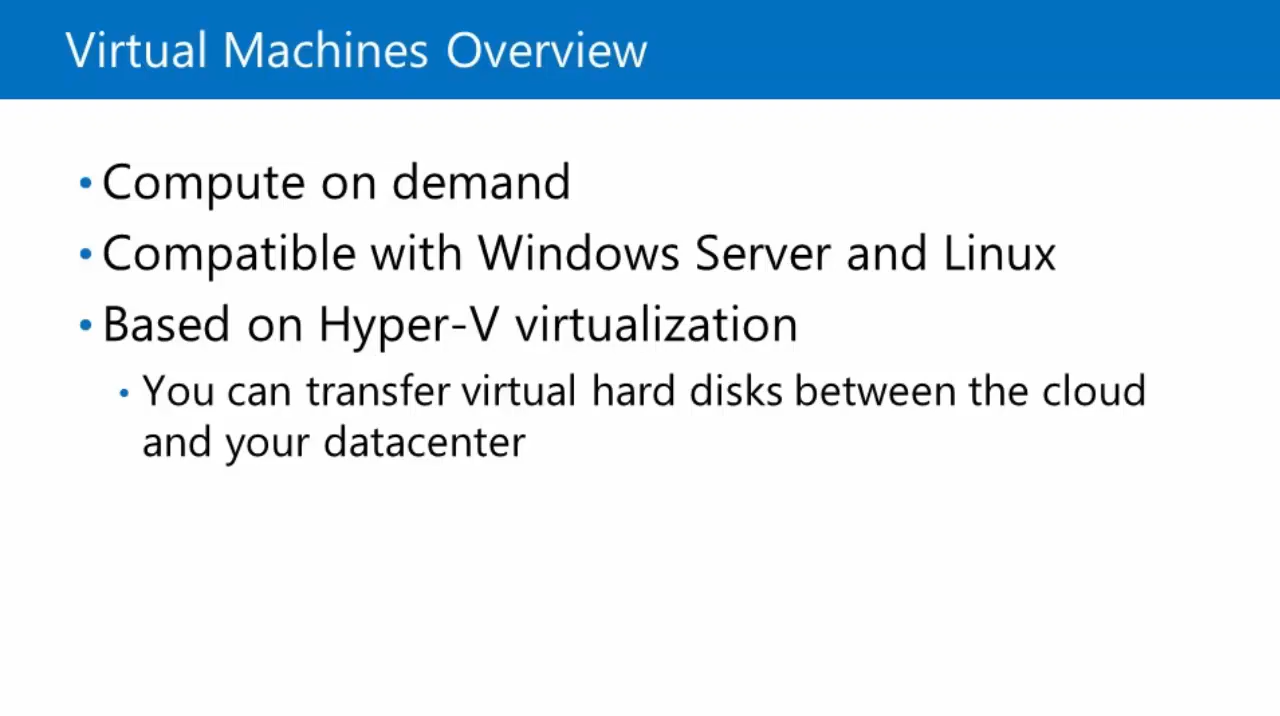 Virtual Machines Overview
• Compute on demand
• Compatible with Windows Server and Linux
• Based on Hyper-V virtualization
• You can transfer virtual hard disks between the cloud
and your datacenter